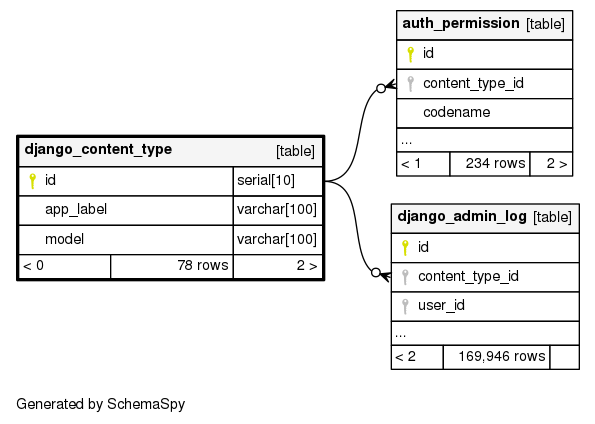 auth_permission [table]
id
content_type_id
codename
...
< 1 234 rows 2 >
django_content_type [table]
id serial[10]
app_label varchar[100]
model varchar[100]
< 0 78 rows 2 >
django_admin_log [table]
id
content_type_id
user_id
...
< 2 169,946 rows
Generated by SchemaSpy